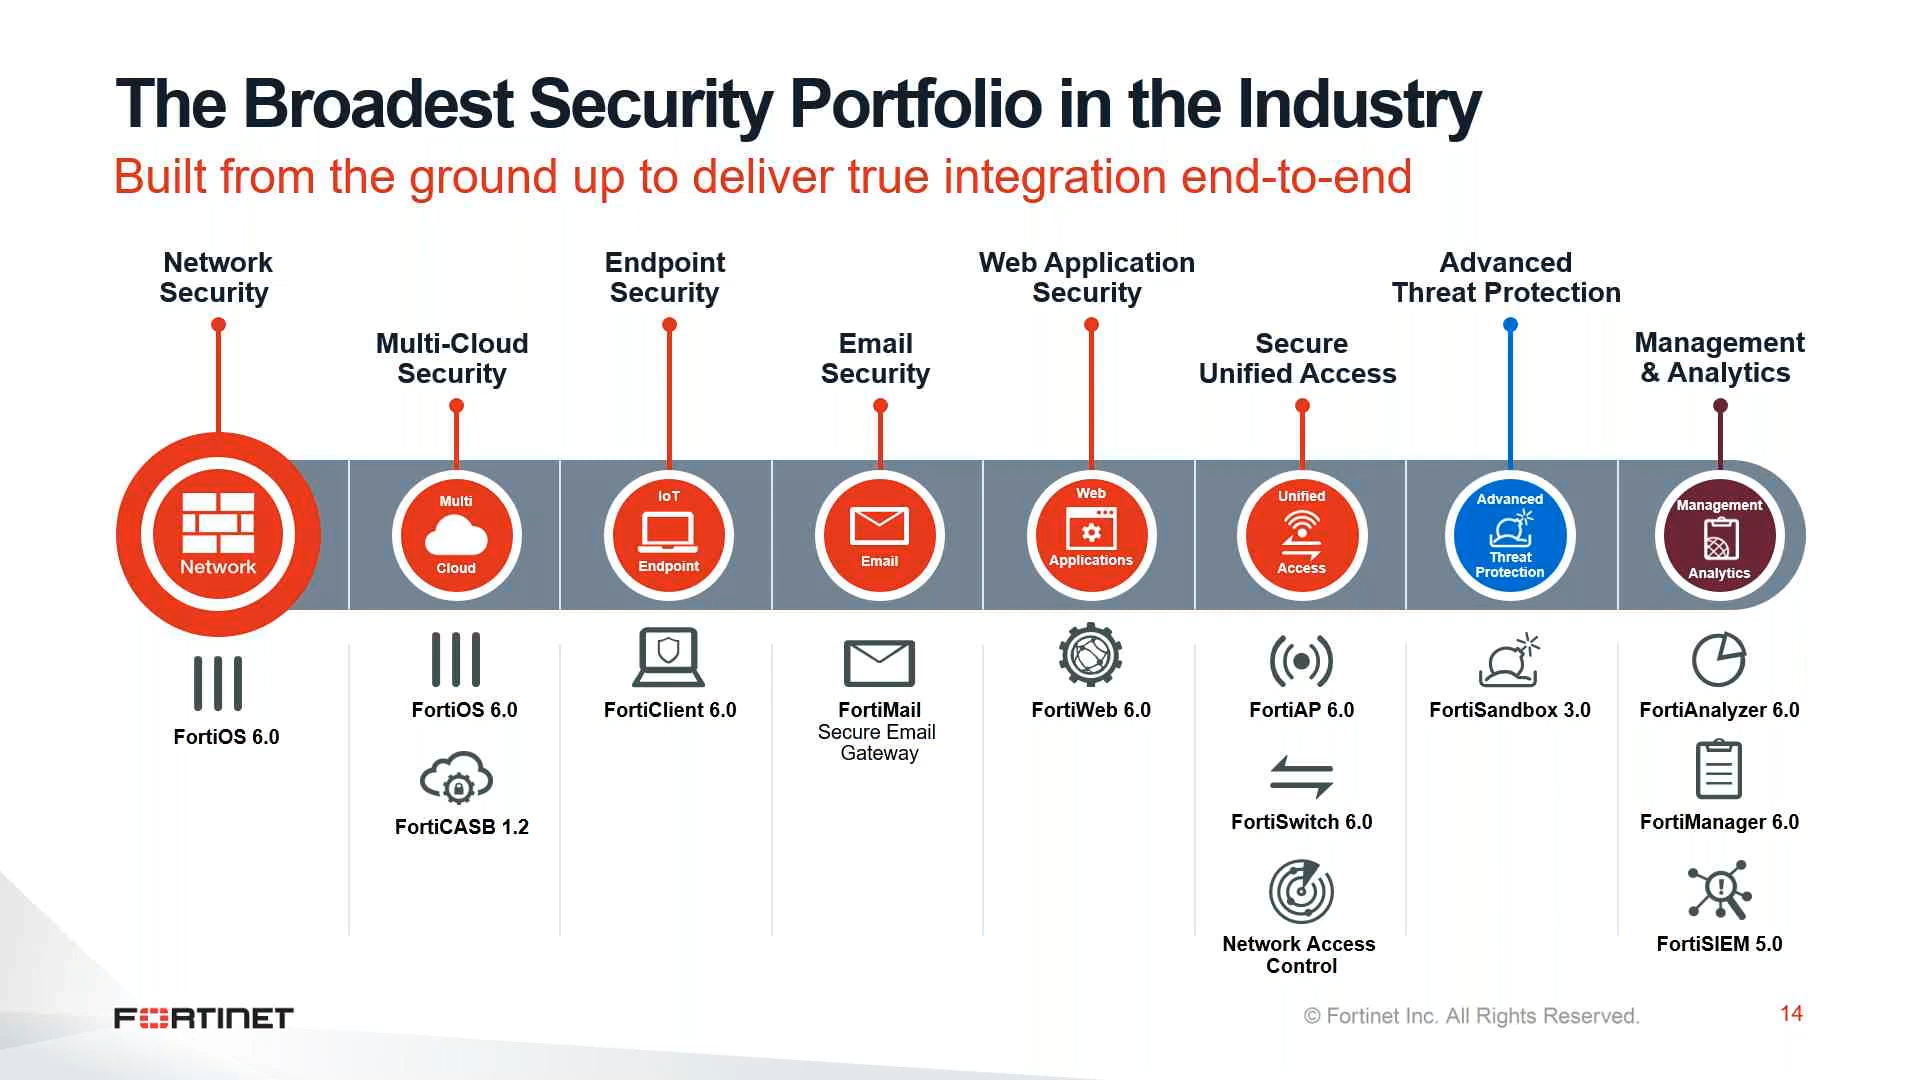 The Broadest Security Portfolio in the Industry
Built from the ground up to deliver true integration end-to-end
Network
Security
Multi-Cloud
Security
Endpoint
Security
Email
Security
Web Application
Security
Secure
Unified Access
Advanced
Threat Protection
Management
& Analytics
Network
Multi
Cloud
IoT
Endpoint
Email
Web
Applications
Unified
Access
Advanced
Threat
Protection
Management
Analytics
FortiOS 6.0
FortiOS 6.0
FortiCASB 1.2
FortiClient 6.0
FortiMail
Secure Email
Gateway
FortiWeb 6.0
FortiAP 6.0
FortiSwitch 6.0
Network Access
Control
FortiSandbox 3.0
FortiAnalyzer 6.0
FortiManager 6.0
FortiSIEM 5.0
FORTINET
© Fortinet Inc. All Rights Reserved.
14